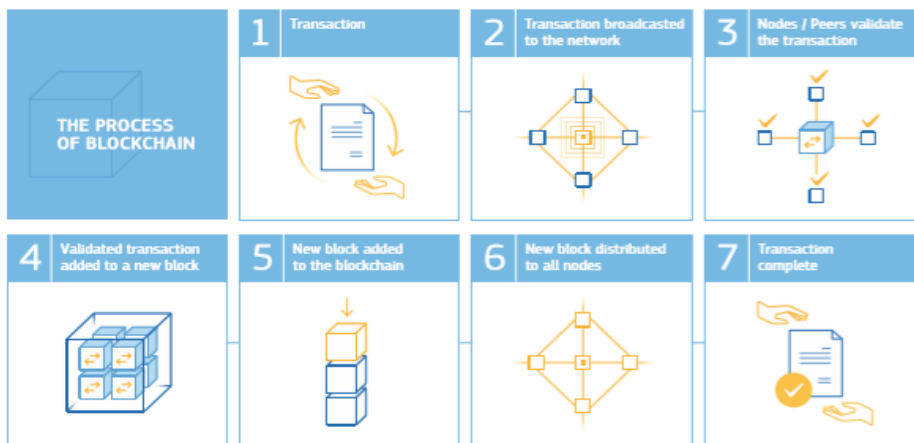 THE PROCESS
OF BLOCKCHAIN
1 Transaction
2 Transaction broadcasted
to the network
3 Nodes / Peers validate
the transaction
4 Validated transaction
added to a new block
5 New block added
to the blockchain
6 New block distributed
to all nodes
7 Transaction
complete